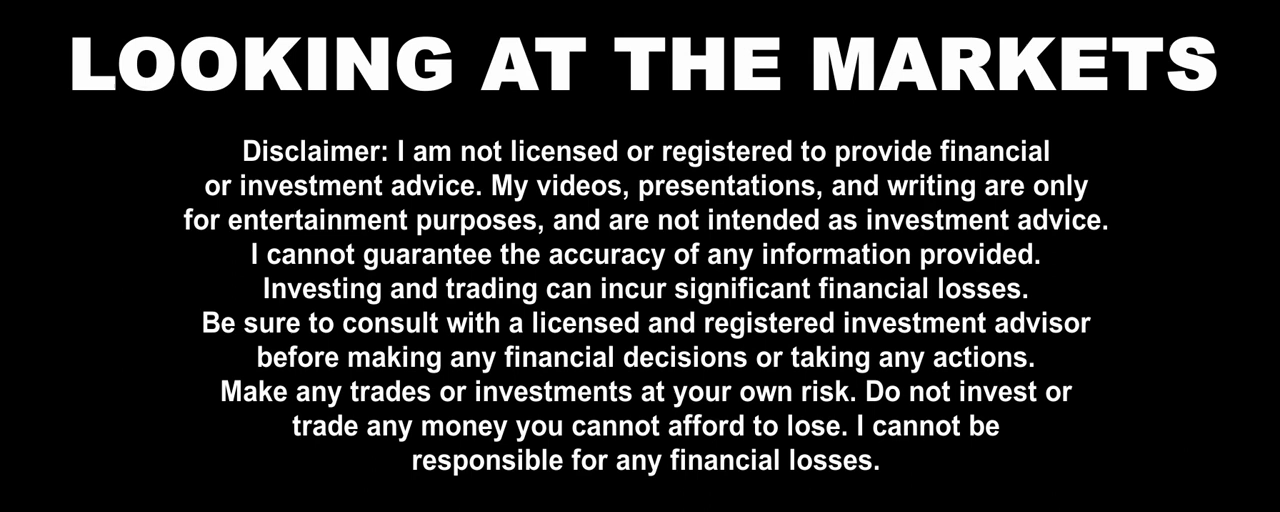 LOOKING AT THE MARKETS
Disclaimer: I am not licensed or registered to provide financial
or investment advice. My videos, presentations, and writing are only
for entertainment purposes, and are not intended as investment advice.
I cannot guarantee the accuracy of any information provided.
Investing and trading can incur significant financial losses.
Be sure to consult with a licensed and registered investment advisor
before making any financial decisions or taking any actions.
Make any trades or investments at your own risk. Do not invest or
trade any money you cannot afford to lose. I cannot be
responsible for any financial losses.